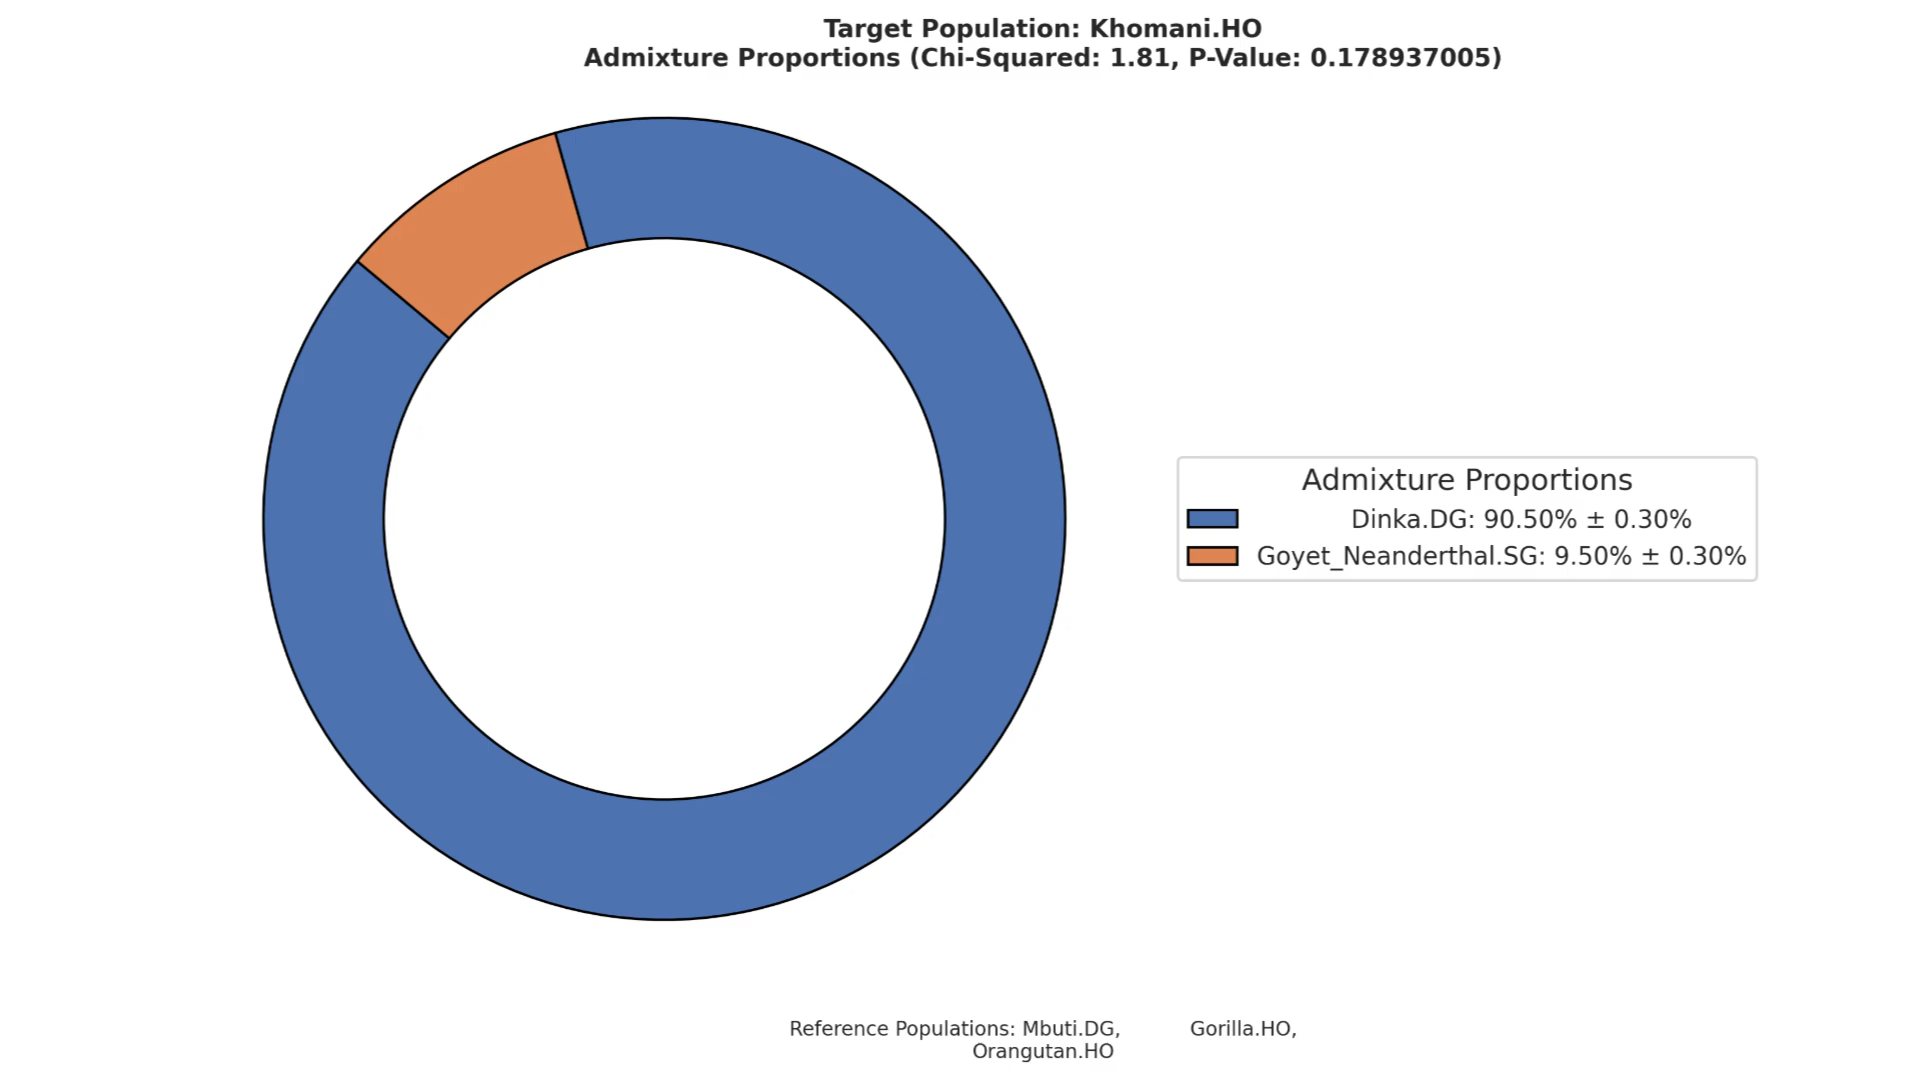 Target Population: Khomani.HO
Admixture Proportions (Chi-Squared: 1.81, P-Value: 0.178937005)
Admixture Proportions
Dinka.DG: 90.50% ± 0.30%
Goyet_Neanderthal.SG: 9.50% ± 0.30%
Reference Populations: Mbuti.DG, Gorilla.HO,
Orangutan.HO